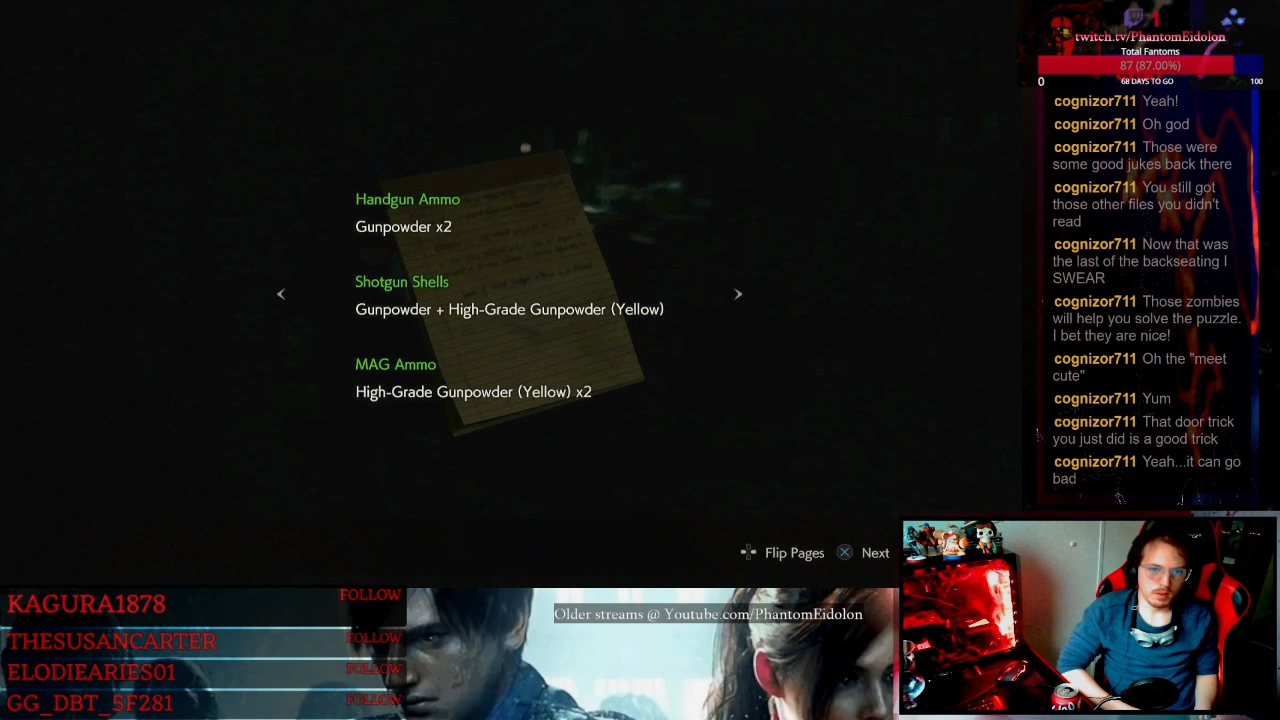 twitch.tv/PhantomEidolon
Total Fantoms
87 (87.00%)
0
68 DAYS TO GO
100
cognizor711 Yeah!
cognizor711 Oh god
cognizor711 Those were
some good jukes back there
cognizor711 You still got
those other files you didn't
read
cognizor711 Now that was
the last of the backseating I
SWEAR
cognizor711 Those zombies
will help you solve the puzzle.
I bet they are nice!
cognizor711 Oh the "meet
cute"
cognizor711 Yum
cognizor711 That door trick
you just did is a good trick
cognizor711 Yeah...it can go
bad
Handgun Ammo
Gunpowder x2
Shotgun Shells
Gunpowder + High-Grade Gunpowder (Yellow)
MAG Ammo
High-Grade Gunpowder (Yellow) x2
Flip Pages
Next
KAGURA1878 FOLLOW
THESUSANCARTER FOLLOW
ELODIEARIES01 FOLLOW
GG_DBT_5F281 FOLLOW
Older streams @ Youtube.com/PhantomEidolon